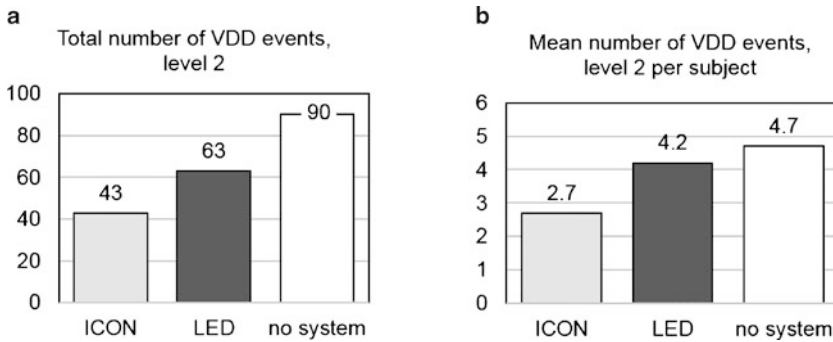 a
Total number of VDD events,
level 2
100
80
60
40
20
0
43
63
90
ICON LED no system
b
Mean number of VDD events,
level 2 per subject
6
5
4
3
2
1
0
2.7
4.2
4.7
ICON LED no system